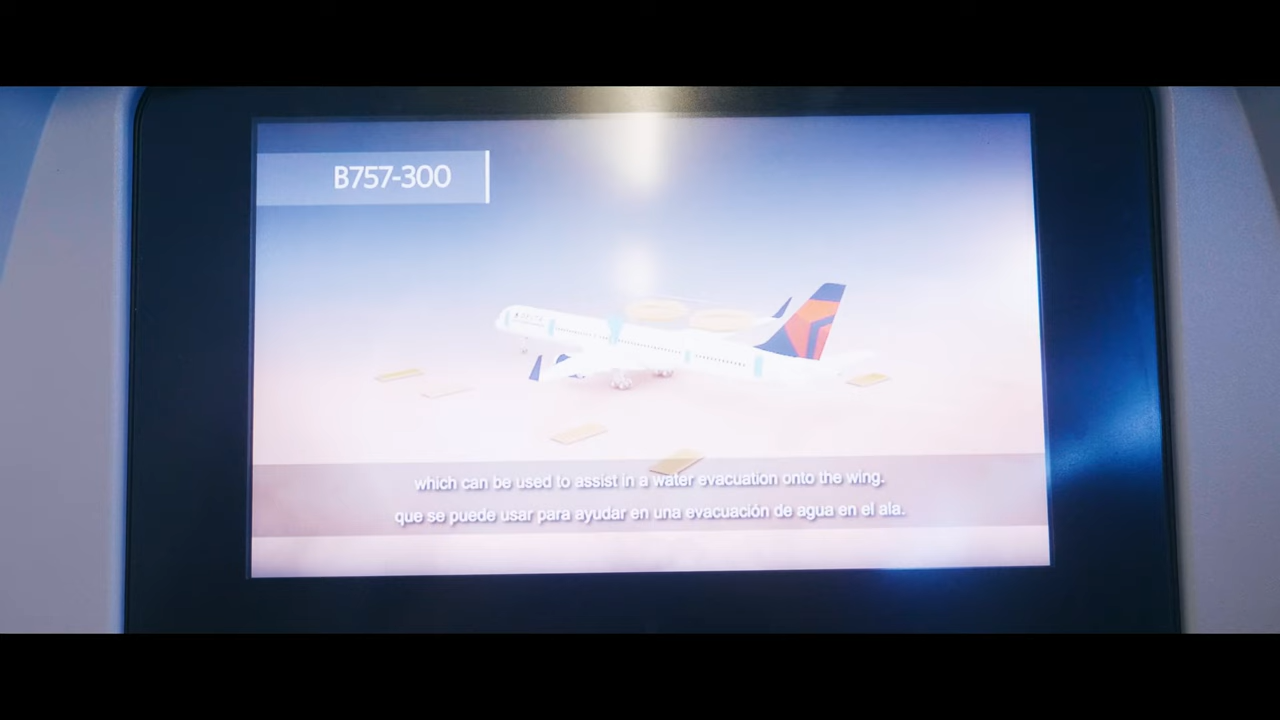 B757-300
DELTA
which can be used to assist in a water evacuation onto the wing.
que se puede usar para ayudar en una evacuación de agua en el ala.